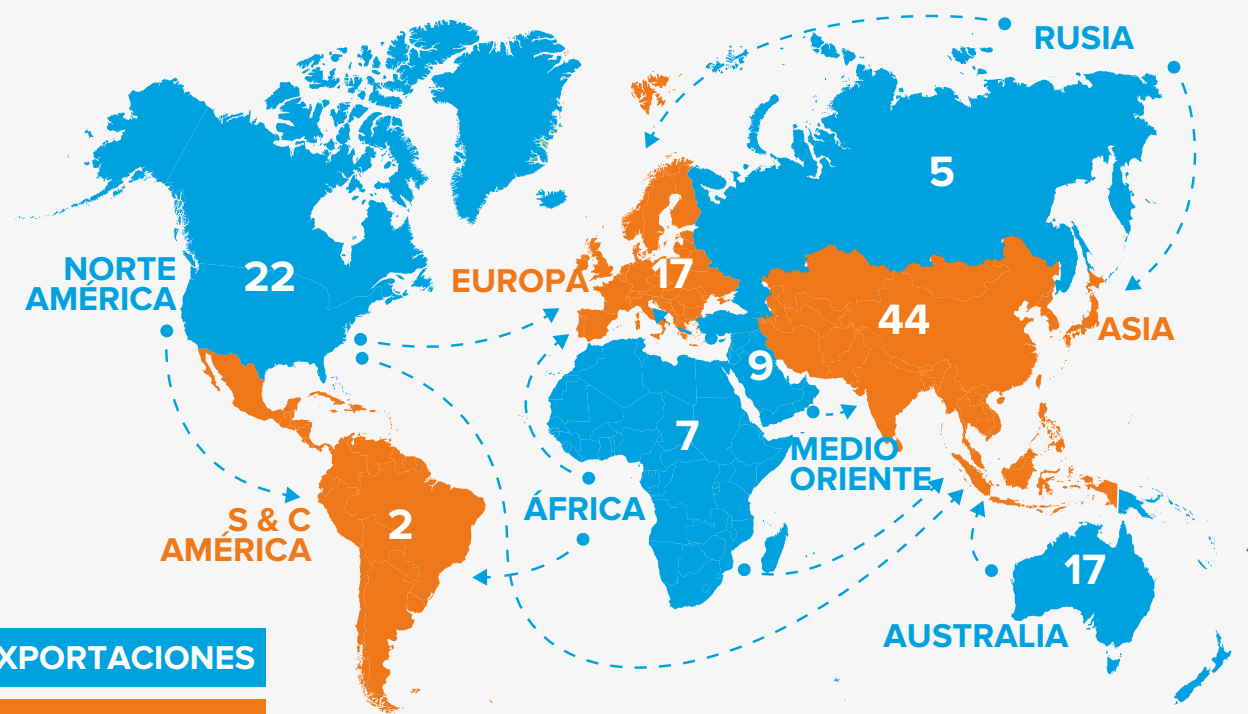 RUSIA
5
NORTE
AMÉRICA
22
EUROPA
17
44
ASIA
9
7
MEDIO
ORIENTE
ÁFRICA
S & C
AMÉRICA
2
17
AUSTRALIA
XPORTACIONES